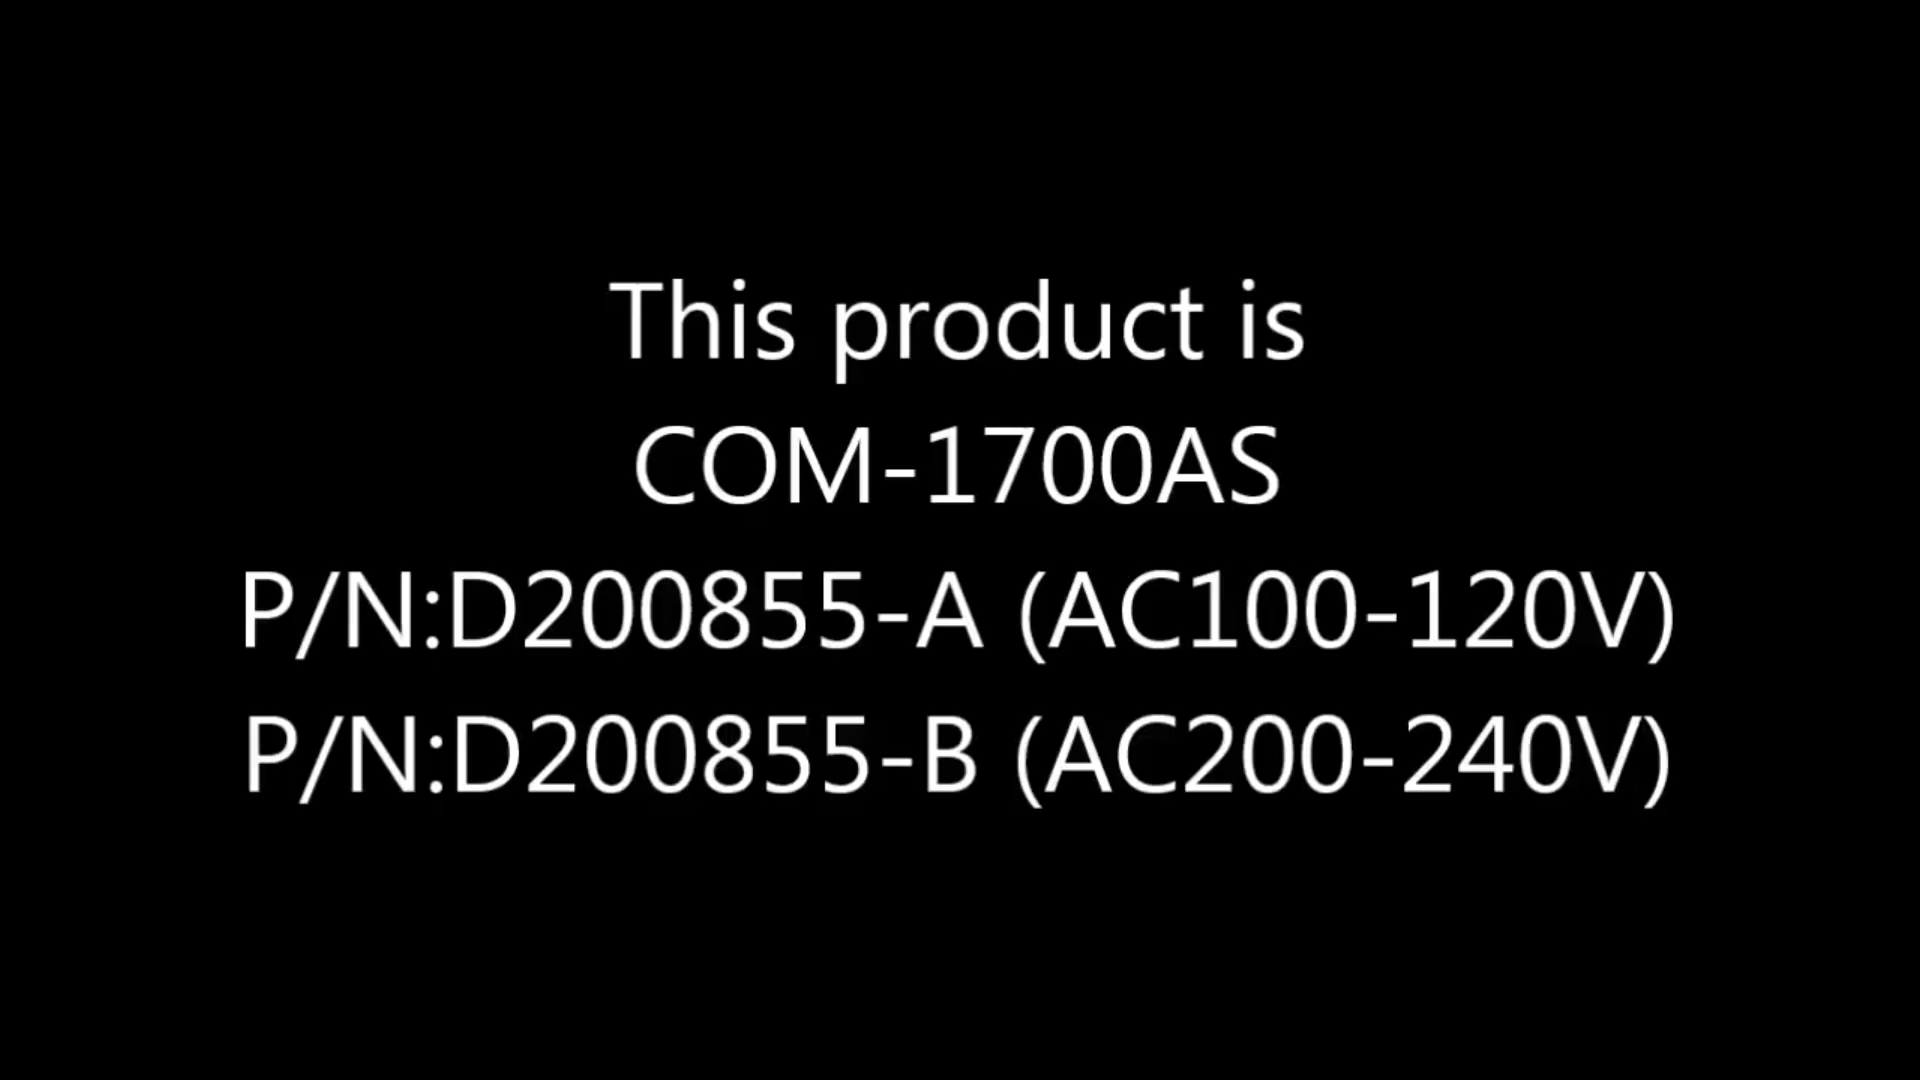 This product is
COM-1700AS
P/N:D200855-A (AC100-120V)
P/N:D200855-B (AC200-240V)